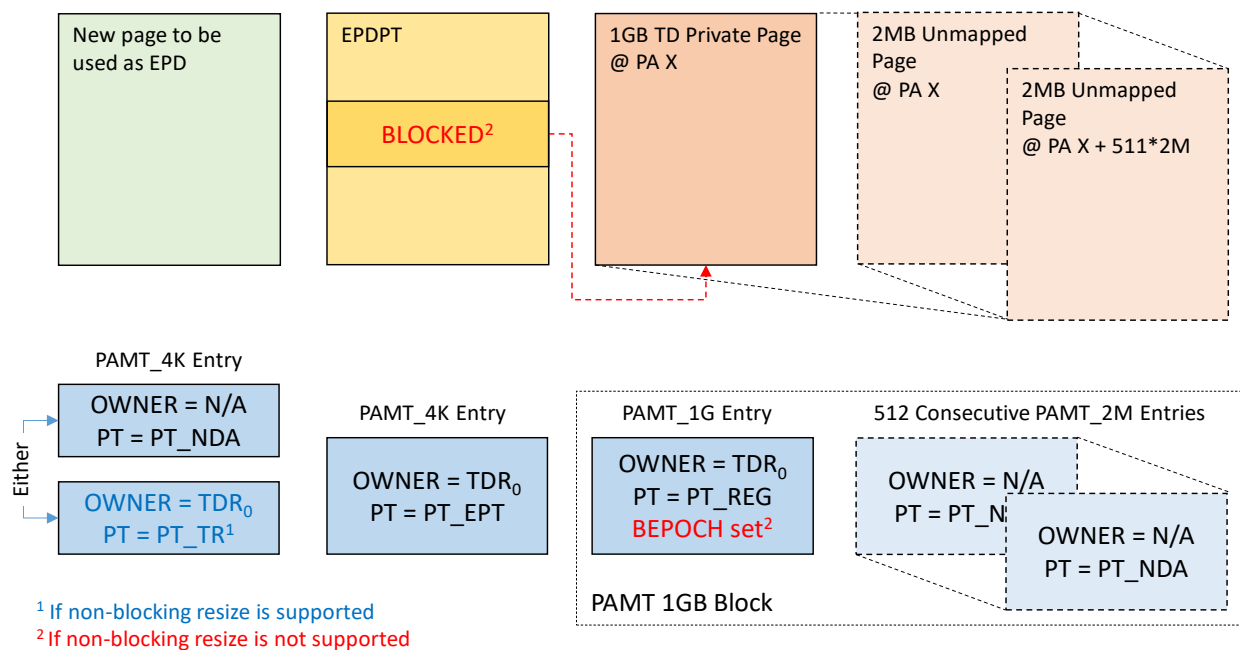 New page to be
used as EPD
EPDPT
BLOCKED²
1GB TD Private Page
@ PA X
2MB Unmapped
Page
@ PA X
2MB Unmapped
Page
@ PA X + 511*2M
PAMT_4K Entry
OWNER = N/A
PT = PT_NDA
Either
OWNER = TDR₀
PT = PT_TR¹
PAMT_4K Entry
OWNER = TDR₀
PT = PT_EPT
PAMT_1G Entry
OWNER = TDR₀
PT = PT_REG
BEPOCH set²
512 Consecutive PAMT_2M Entries
OWNER = N/A
PT = PT_N
OWNER = N/A
PT = PT_NDA
PAMT 1GB Block
¹ If non-blocking resize is supported
² If non-blocking resize is not supported